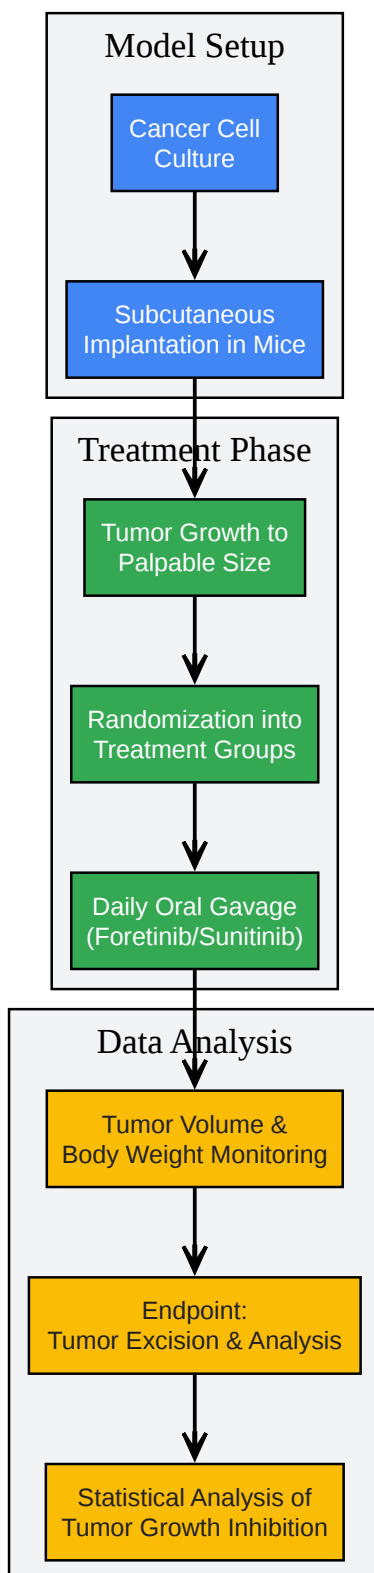 Model Setup
Cancer Cell
Culture
Subcutaneous
Implantation in Mice
Treatment Phase
Tumor Growth to
Palpable Size
Randomization into
Treatment Groups
Daily Oral Gavage
(Foretinib/Sunitinib)
Data Analysis
Tumor Volume &
Body Weight Monitoring
Endpoint:
Tumor Excision & Analysis
Statistical Analysis of
Tumor Growth Inhibition